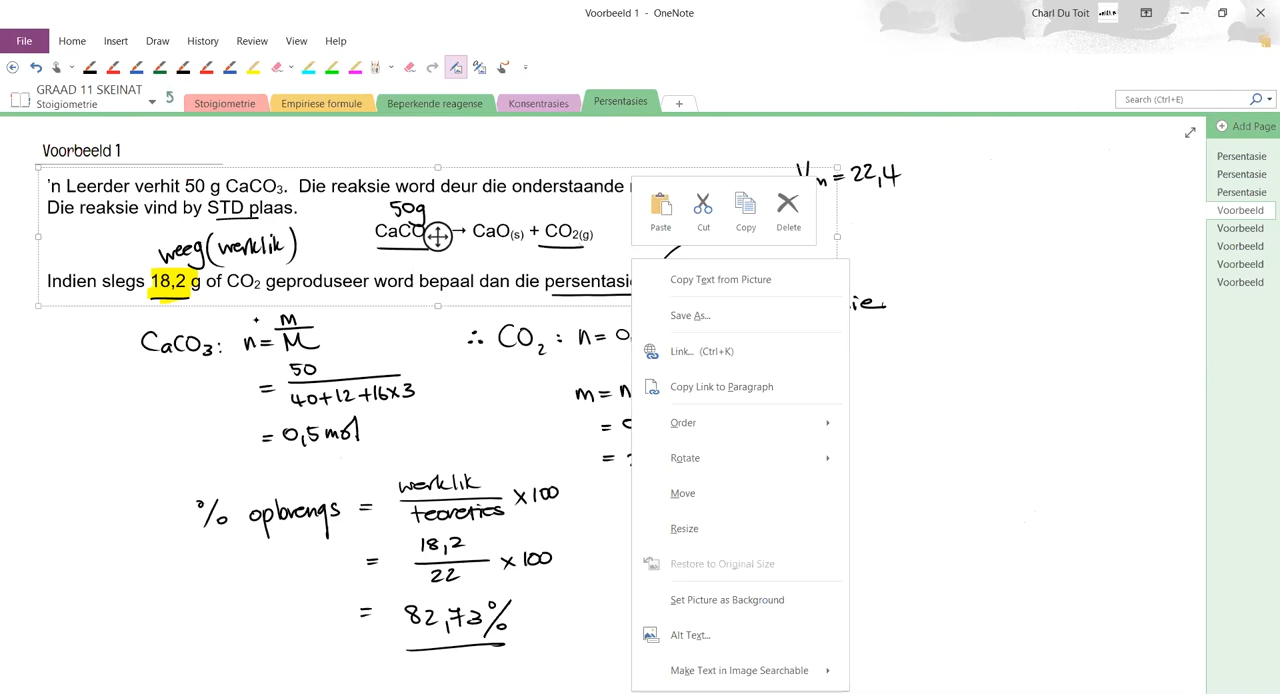 Voorbeeld 1 - OneNote
Charl Du Toit
File Home Insert Draw History Review View Help
GRAAD 11 SKEINAT
Stoigiometrie
Stoigiometrie Empiriese formule Beperkende reagense Konsentrasies Persentasies +
Search (Ctrl+E)
Add Page
Persentasie
Persentasie
Persentasie
Voorbeeld
Voorbeeld
Voorbeeld
Voorbeeld
Voorbeeld
Voorbeeld 1
'n Leerder verhit 50 g CaCO₃. Die reaksie word deur die onderstaande
Vm = 22,4
Die reaksie vind by STD plaas.
50g
CaCO → CaO(s) + CO₂(g)
weeg (werklik)
Indien slegs 18,2 g of CO₂ geproduseer word bepaal dan die persentasi
ie
CaCO₃: n = m/M
= 50/(40+12+16×3)
= 0,5 mol
∴ CO₂: n = 0,
m = n
=
=
% opbrengs = werklik/teoreties × 100
= 18,2/22 × 100
= 82,73%
Paste Cut Copy Delete
Copy Text from Picture
Save As...
Link... (Ctrl+K)
Copy Link to Paragraph
Order
Rotate
Move
Resize
Restore to Original Size
Set Picture as Background
Alt Text...
Make Text in Image Searchable